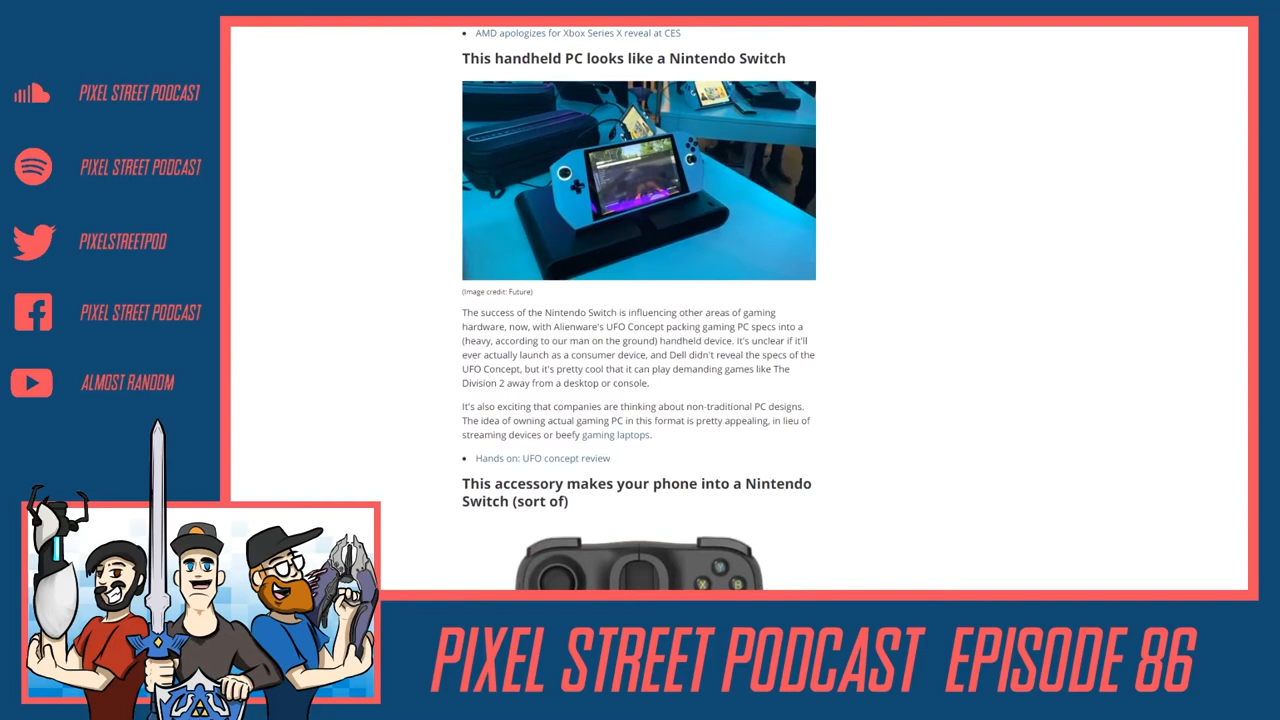 PIXEL STREET PODCAST
PIXEL STREET PODCAST
PIXELSTREETPOD
PIXEL STREET PODCAST
ALMOST RANDOM
• AMD apologizes for Xbox Series X reveal at CES
This handheld PC looks like a Nintendo Switch
(Image credit: Future)
The success of the Nintendo Switch is influencing other areas of gaming
hardware, now, with Alienware's UFO Concept packing gaming PC specs into a
(heavy, according to our man on the ground) handheld device. It's unclear if it'll
ever actually launch as a consumer device, and Dell didn't reveal the specs of the
UFO Concept, but it's pretty cool that it can play demanding games like The
Division 2 away from a desktop or console.
It's also exciting that companies are thinking about non-traditional PC designs.
The idea of owning actual gaming PC in this format is pretty appealing, in lieu of
streaming devices or beefy gaming laptops.
• Hands on: UFO concept review
This accessory makes your phone into a Nintendo
Switch (sort of)
X
Y
B
PIXEL STREET PODCAST EPISODE 86